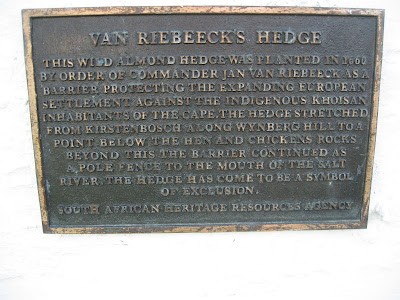 VAN RIEBEECK'S HEDGE
THIS WILD ALMOND HEDGE WAS PLANTED IN 1660
BY ORDER OF COMMANDER JAN VAN RIEBEECK AS A
BARRIER PROTECTING THE EXPANDING EUROPEAN
SETTLEMENT AGAINST THE INDIGENOUS KHOISAN
INHABITANTS OF THE CAPE. THE HEDGE STRETCHED
FROM KIRSTENBOSCH ALONG WYNBERG HILL TO A
POINT BELOW THE HEN AND CHICKENS ROCKS
BEYOND THIS THE BARRIER CONTINUED AS
A POLE FENCE TO THE MOUTH OF THE SALT
RIVER. THE HEDGE HAS COME TO BE A SYMBOL
OF EXCLUSION.
SOUTH AFRICAN HERITAGE RESOURCES AGENCY